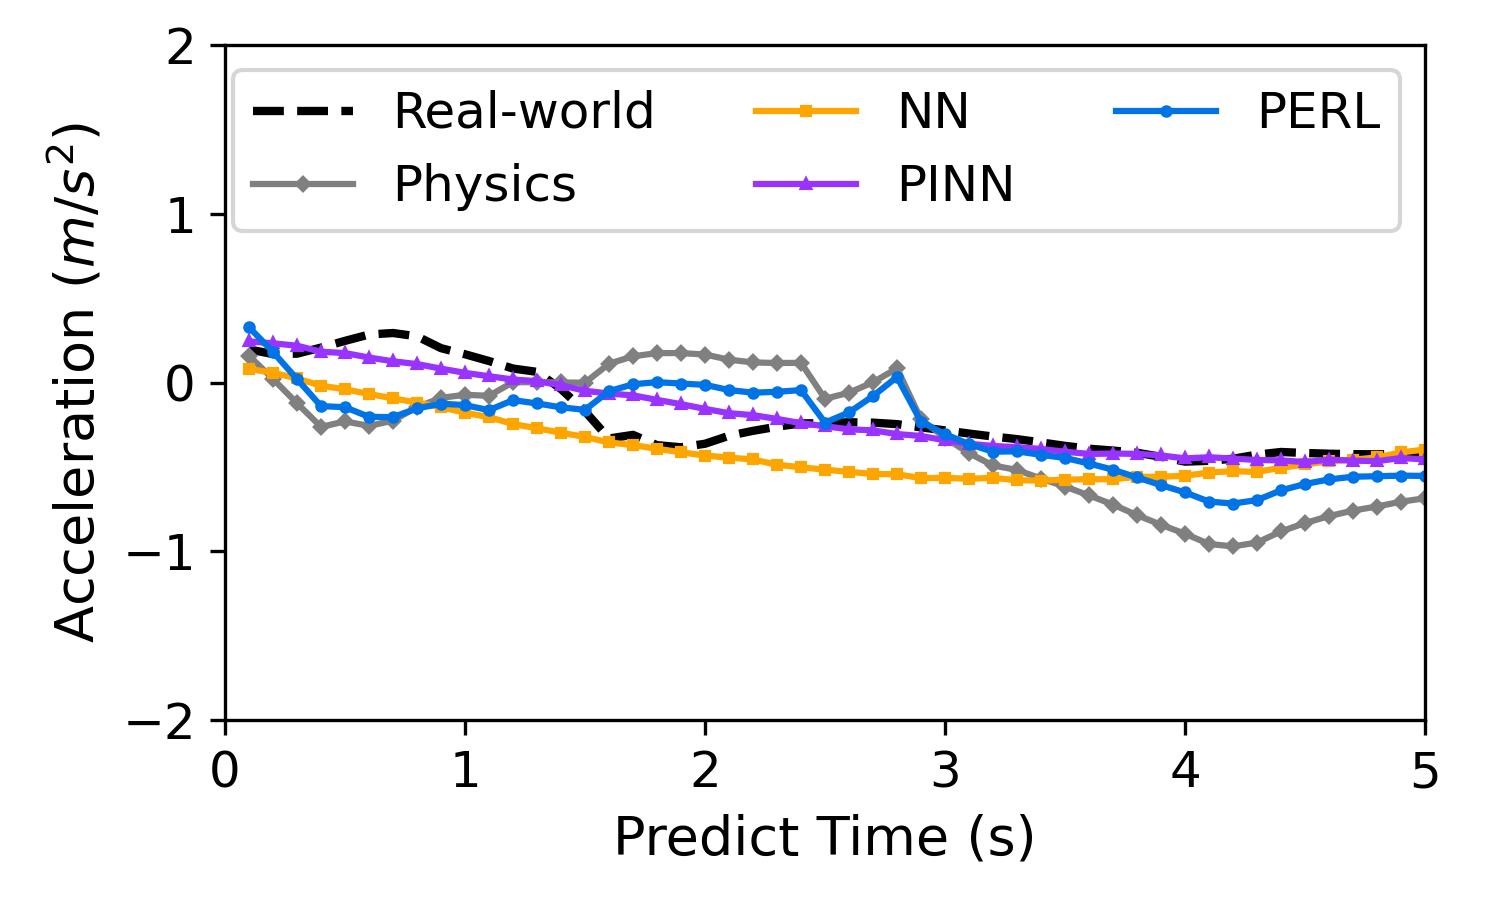 2
1
0
−1
−2
Acceleration (m/s²)
Real-world
Physics
NN
PINN
PERL
0 1 2 3 4 5
Predict Time (s)